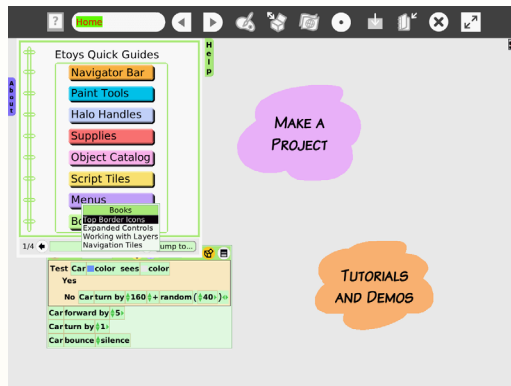 ?
Home
Help
About
Etoys Quick Guides
Navigator Bar
Paint Tools
Halo Handles
Supplies
Object Catalog
Script Tiles
Menus
Bo
Books
Top Border Icons
Expanded Controls
Working with Layers
Navigation Tiles
1/4
ump to...
Test Car color sees color
Yes
No Car turn by 160 + random ( 40 )
Car forward by 5
Car turn by 1
Car bounce silence
MAKE A
PROJECT
TUTORIALS
AND DEMOS